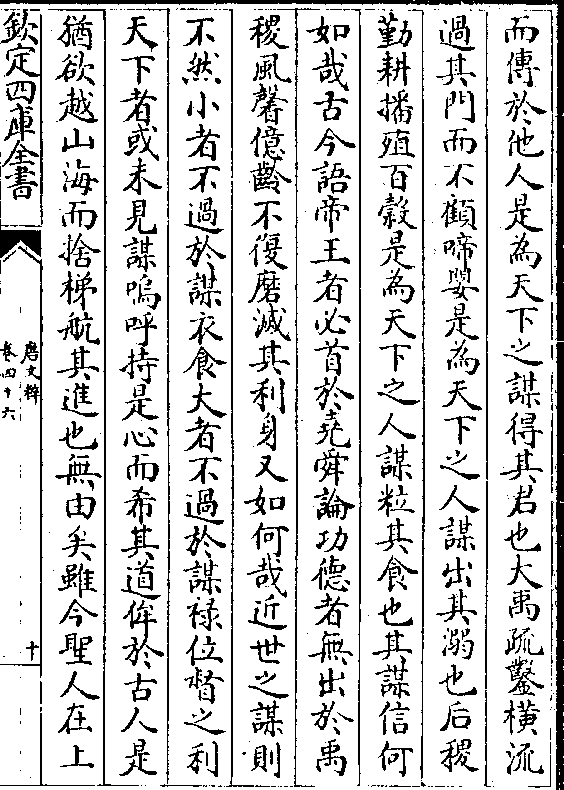 而傳於他人是為天下之謀得其君也大禹疏鑿橫流
過其門而不顧啼嬰是為天下之人謀出其溺也后稷
勤耕播殖百穀是為天下之人謀粒其食也其謀信何
如哉古今語帝王者必首於堯舜論功德者無出於禹
稷風馨億齡不復磨滅其利身又如何哉近世之謀則
不然小者不過於謀衣食大者不過於謀祿位督之利
天下者或未見謀嗚呼持是心而希其道侔於古人是
猶欲越山海而捨梯航其進也無由矣雖今聖人在上
欽定四庫全書
唐文粹
卷四十六
十